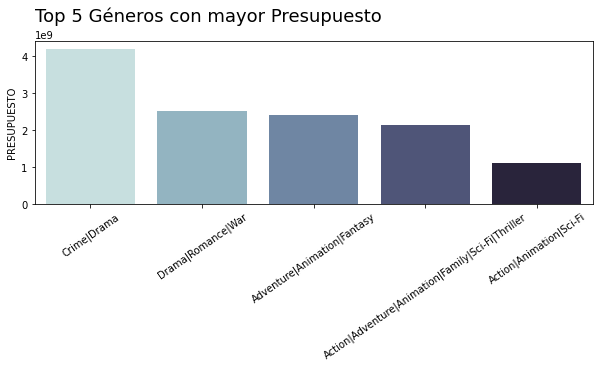 Top 5 Géneros con mayor Presupuesto
1e9
PRESUPUESTO
4
3
2
1
0
Crime|Drama
Drama|Romance|War
Adventure|Animation|Fantasy
Action|Adventure|Animation|Family|Sci-Fi|Thriller
Action|Animation|Sci-Fi